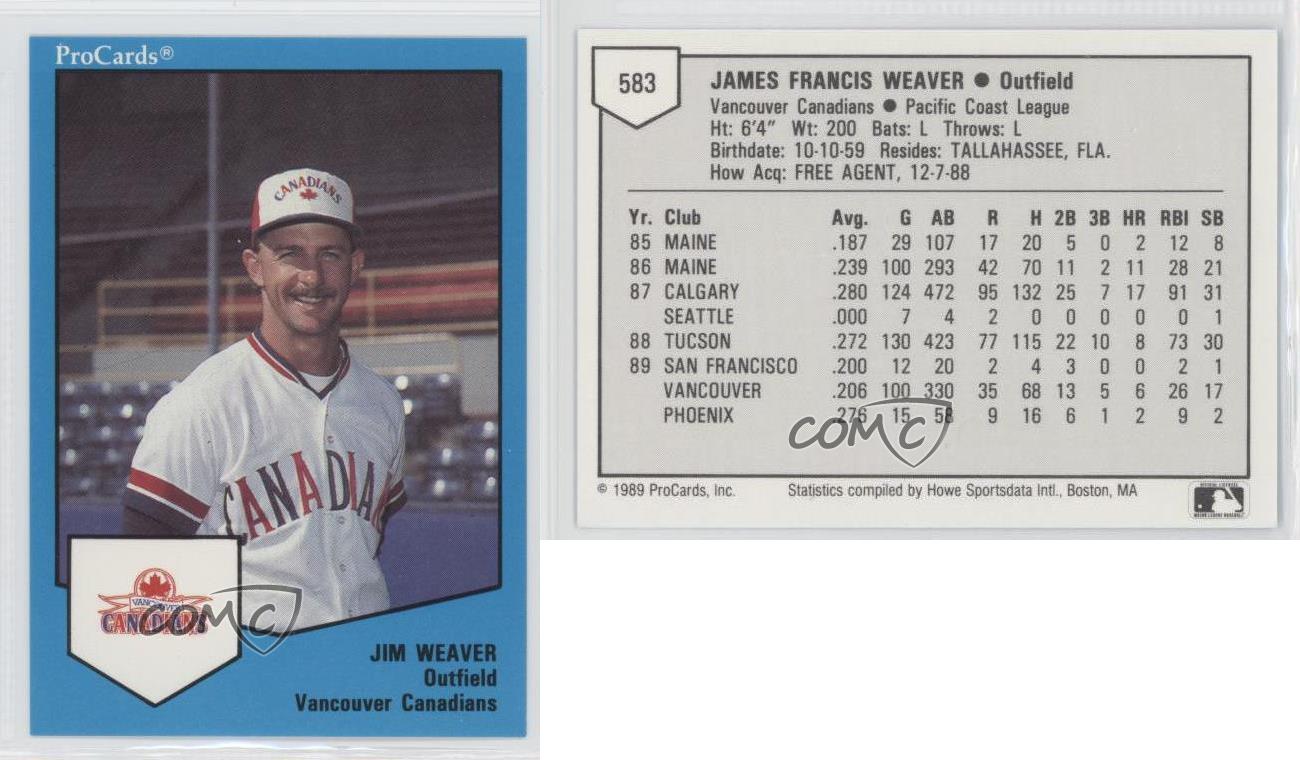 ProCards®
CANADIANS
CANADIANS
VANCOUVER
CANADIANS
COMC
JIM WEAVER
Outfield
Vancouver Canadians
583
JAMES FRANCIS WEAVER ● Outfield
Vancouver Canadians ● Pacific Coast League
Ht: 6'4" Wt: 200 Bats: L Throws: L
Birthdate: 10-10-59 Resides: TALLAHASSEE, FLA.
How Acq: FREE AGENT, 12-7-88
Yr. Club Avg. G AB R H 2B 3B HR RBI SB
85 MAINE .187 29 107 17 20 5 0 2 12 8
86 MAINE .239 100 293 42 70 11 2 11 28 21
87 CALGARY .280 124 472 95 132 25 7 17 91 31
SEATTLE .000 7 4 2 0 0 0 0 0 1
88 TUCSON .272 130 423 77 115 22 10 8 73 30
89 SAN FRANCISCO .200 12 20 2 4 3 0 0 2 1
VANCOUVER .206 100 330 35 68 13 5 6 26 17
PHOENIX .276 15 58 9 16 6 1 2 9 2
COMC
© 1989 ProCards, Inc. Statistics compiled by Howe Sportsdata Intl., Boston, MA